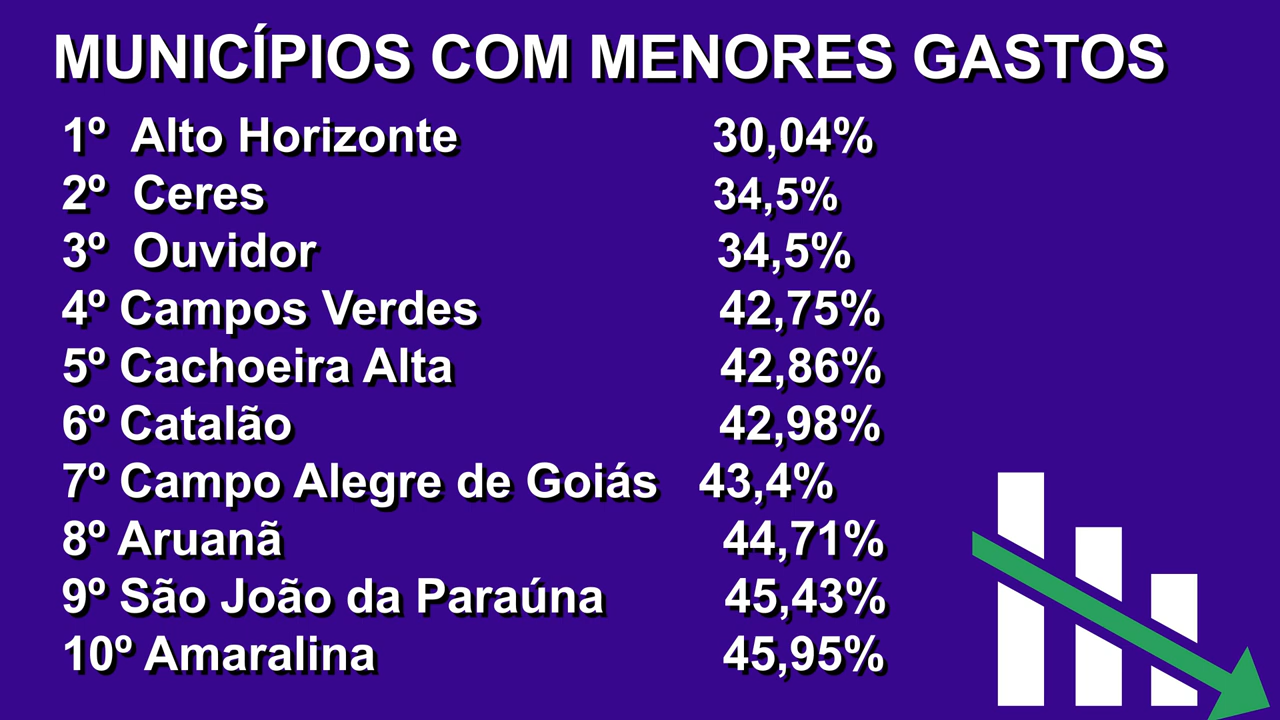 MUNICÍPIOS COM MENORES GASTOS
1º Alto Horizonte 30,04%
2º Ceres 34,5%
3º Ouvidor 34,5%
4º Campos Verdes 42,75%
5º Cachoeira Alta 42,86%
6º Catalão 42,98%
7º Campo Alegre de Goiás 43,4%
8º Aruanã 44,71%
9º São João da Paraúna 45,43%
10º Amaralina 45,95%